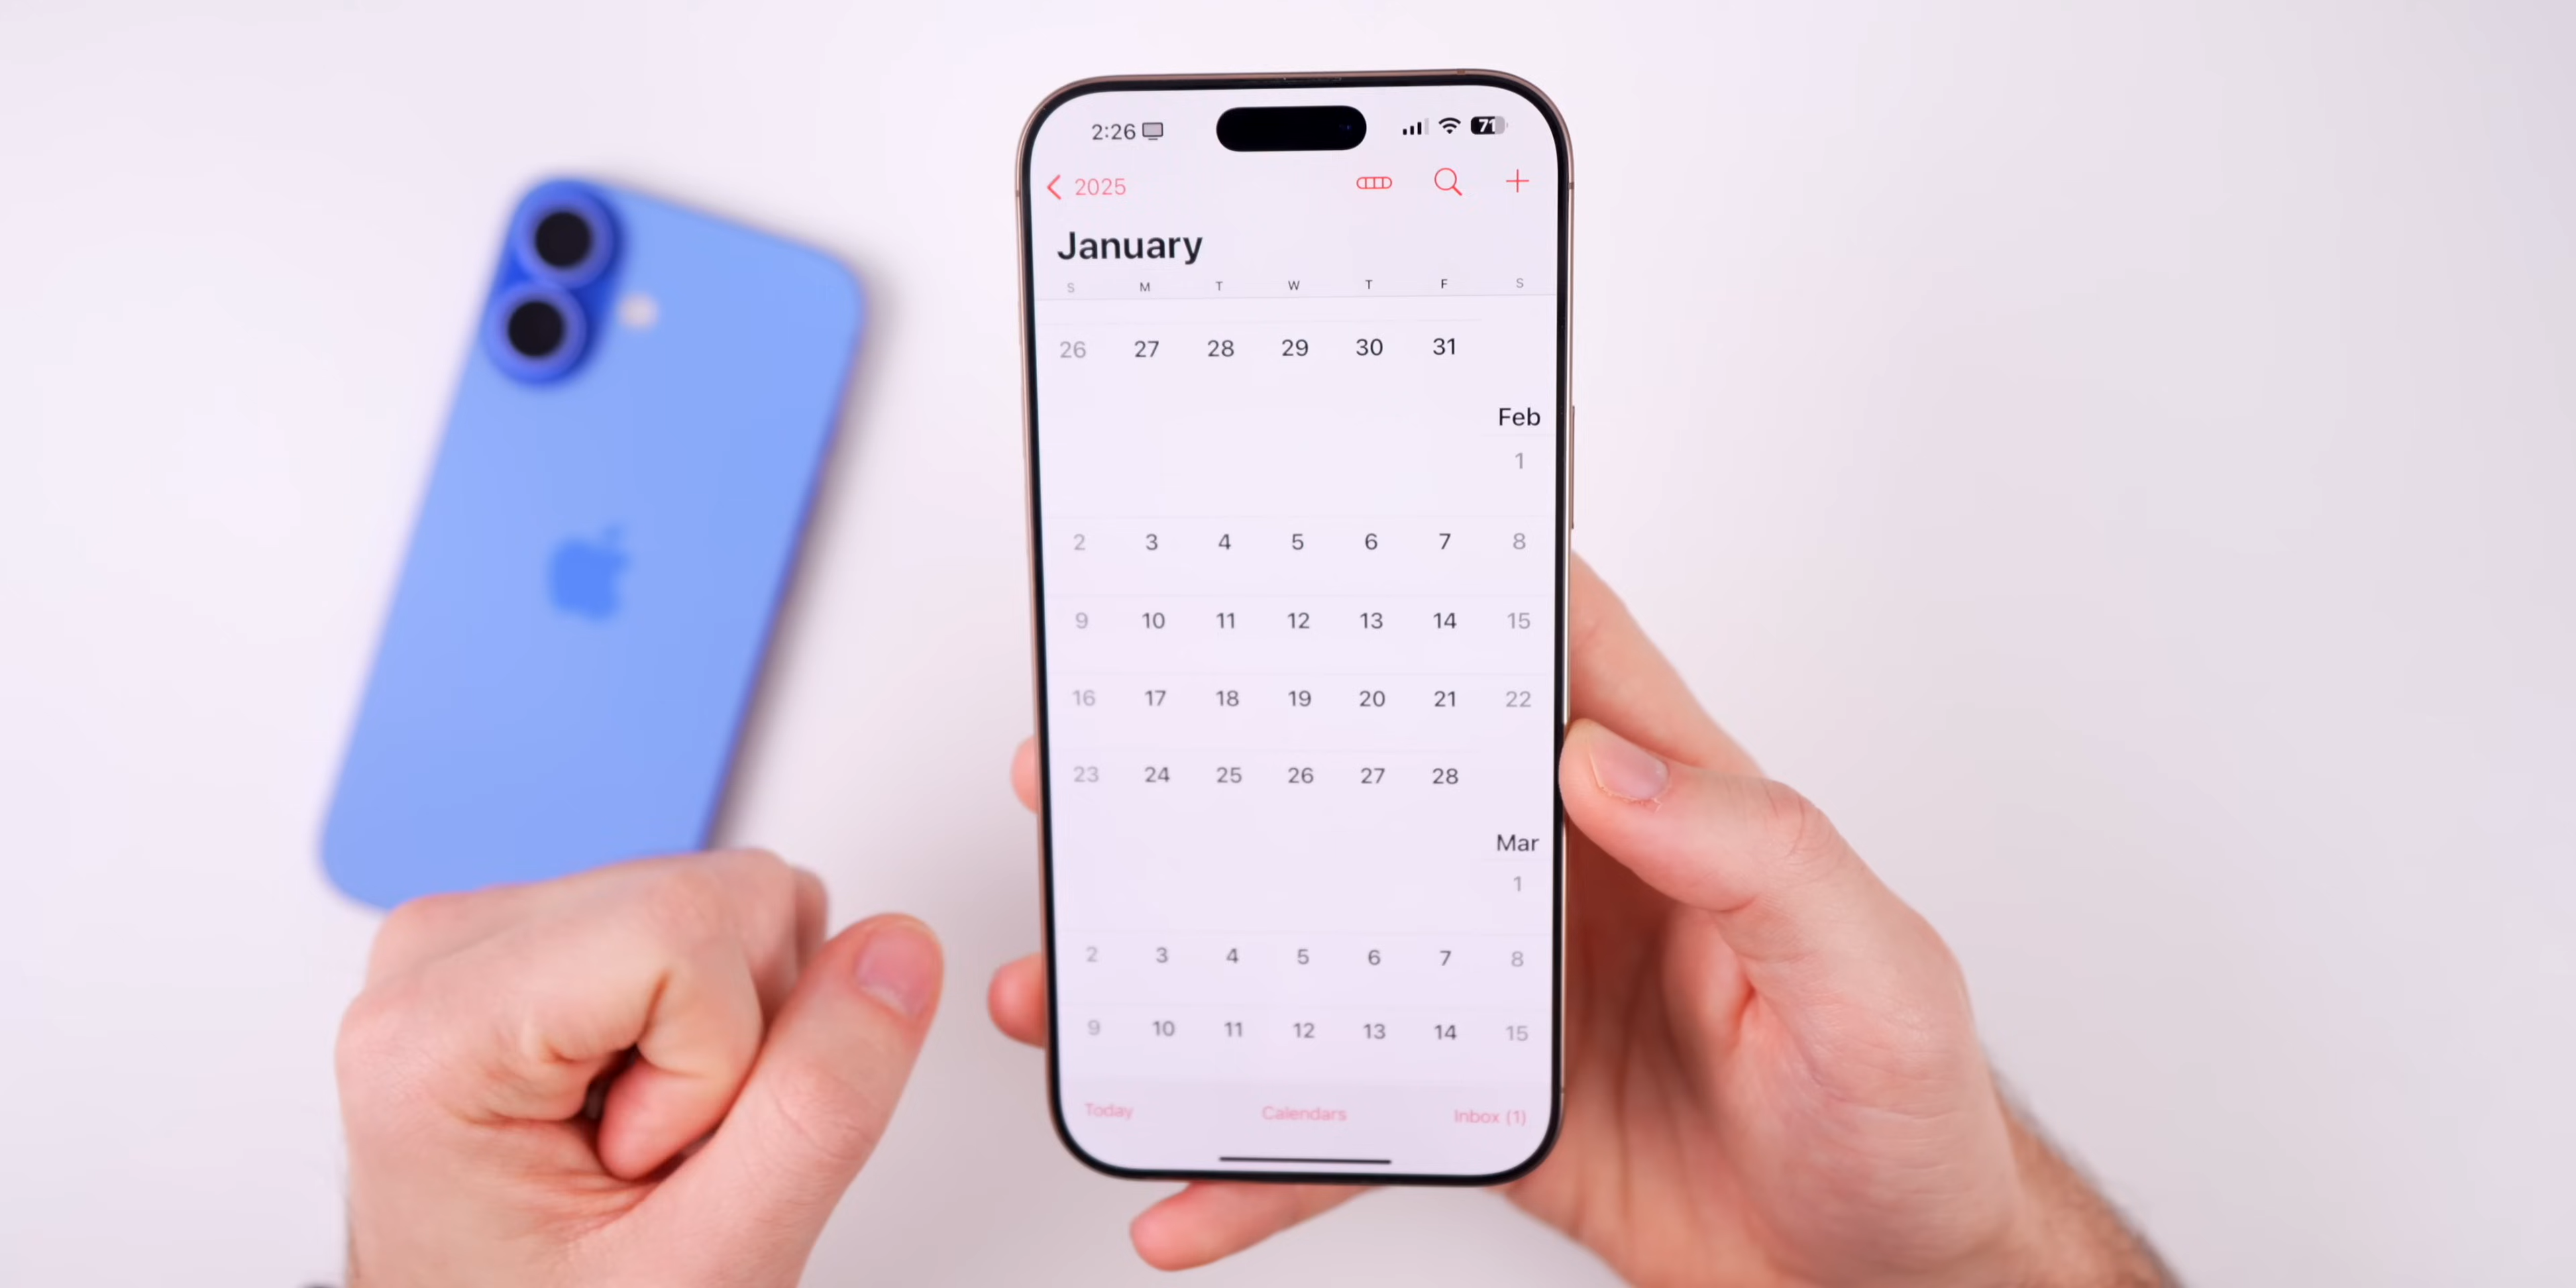 2:26 71
2025
January
S M T W T F S
26 27 28 29 30 31
Feb
1
2 3 4 5 6 7 8
9 10 11 12 13 14 15
16 17 18 19 20 21 22
23 24 25 26 27 28
Mar
1
2 3 4 5 6 7 8
9 10 11 12 13 14 15
Today Calendars Inbox (1)